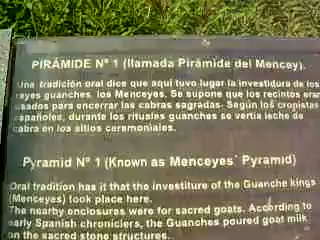 PIRÁMIDE N° 1 (llamada Pirámide del Mencey).
Una tradición oral dice que aquí tuvo lugar la investidura de los
reyes guanches, los Menceyes. Se supone que los recintos eran
usados para encerrar las cabras sagradas. Según los cronistas
españoles, durante los rituales guanches se vertía leche de
cabra en los sitios ceremoniales.
Pyramid N° 1 (Known as Menceyes´ Pyramid)
Oral tradition has it that the investiture of the Guanche kings
(Menceyes) took place here.
The nearby enclosures were for sacred goats. According to
early Spanish chroniclers, the Guanches poured goat milk
on the sacred stone structures.